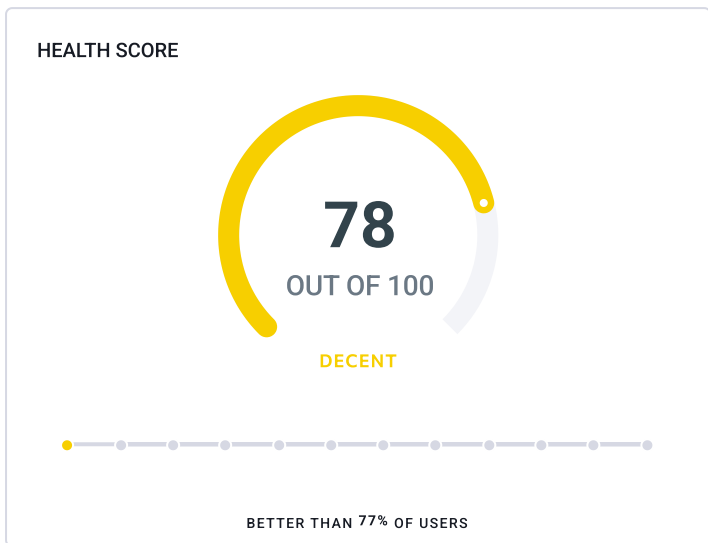 HEALTH SCORE
78
OUT OF 100
DECENT
BETTER THAN 77% OF USERS